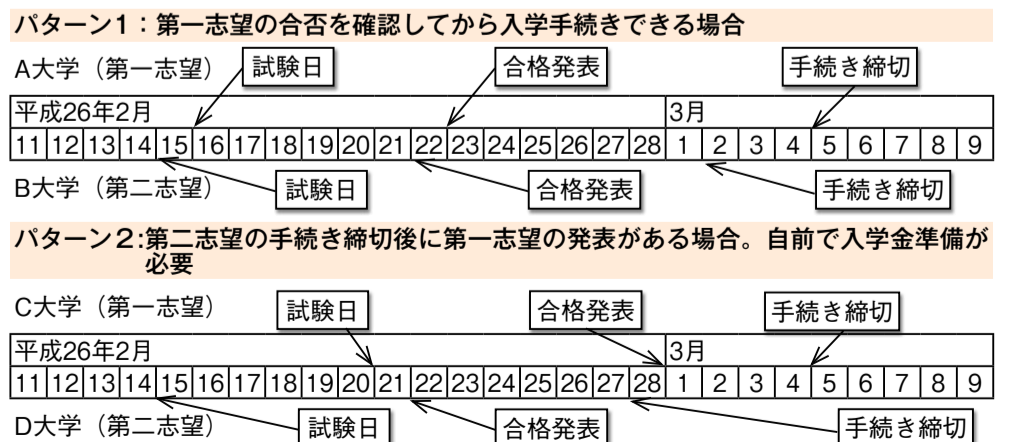 パターン1：第一志望の合否を確認してから入学手続きできる場合
A大学（第一志望） 試験日 合格発表 手続き締切
平成26年2月 3月
11 12 13 14 15 16 17 18 19 20 21 22 23 24 25 26 27 28 1 2 3 4 5 6 7 8 9
B大学（第二志望） 試験日 合格発表 手続き締切
パターン2:第二志望の手続き締切後に第一志望の発表がある場合。自前で入学金準備が
必要
C大学（第一志望） 試験日 合格発表 手続き締切
平成26年2月 3月
11 12 13 14 15 16 17 18 19 20 21 22 23 24 25 26 27 28 1 2 3 4 5 6 7 8 9
D大学（第二志望） 試験日 合格発表 手続き締切